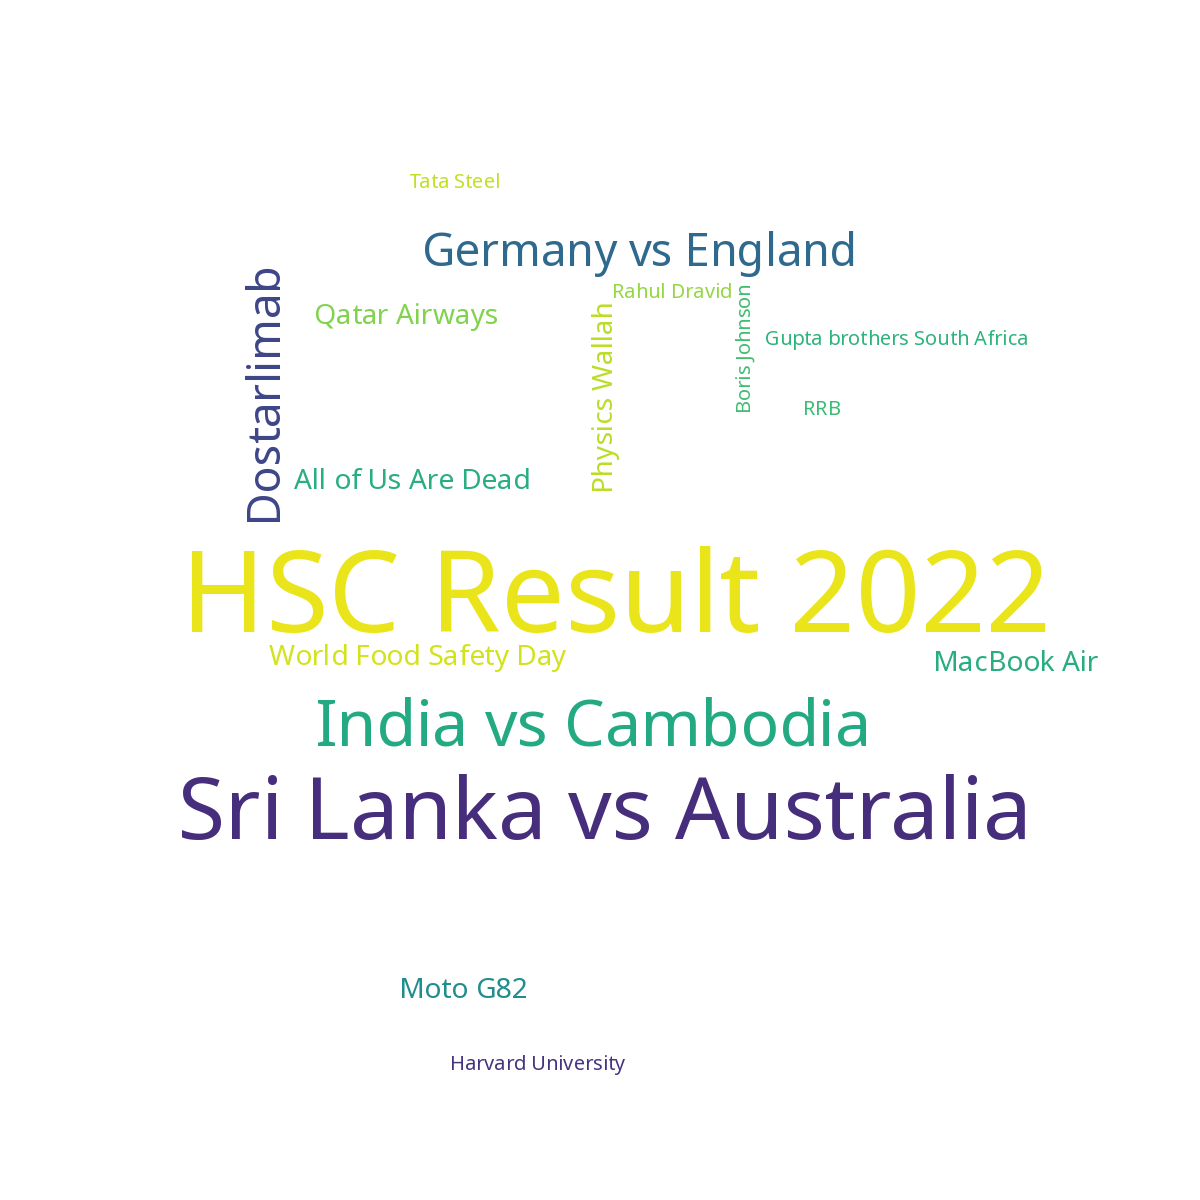 Tata Steel
Germany vs England
Dostarlimab
Qatar Airways
Physics Wallah
Rahul Dravid
Boris Johnson
Gupta brothers South Africa
RRB
All of Us Are Dead
HSC Result 2022
World Food Safety Day
MacBook Air
India vs Cambodia
Sri Lanka vs Australia
Moto G82
Harvard University